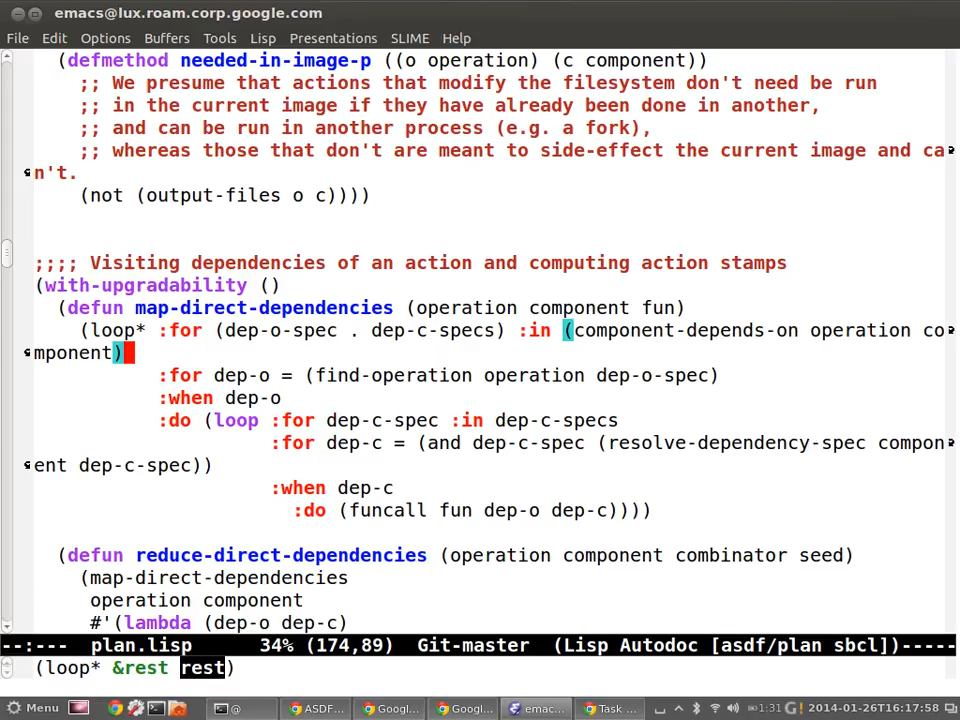 emacs@lux.roam.corp.google.com
File Edit Options Buffers Tools Lisp Presentations SLIME Help
(defmethod needed-in-image-p ((o operation) (c component))
;; We presume that actions that modify the filesystem don't need be run
;; in the current image if they have already been done in another,
;; and can be run in another process (e.g. a fork),
;; whereas those that don't are meant to side-effect the current image and ca
n't.
(not (output-files o c))))
;;;; Visiting dependencies of an action and computing action stamps
(with-upgradability ()
(defun map-direct-dependencies (operation component fun)
(loop* :for (dep-o-spec . dep-c-specs) :in (component-depends-on operation co
mponent)
:for dep-o = (find-operation operation dep-o-spec)
:when dep-o
:do (loop :for dep-c-spec :in dep-c-specs
:for dep-c = (and dep-c-spec (resolve-dependency-spec compon
ent dep-c-spec))
:when dep-c
:do (funcall fun dep-o dep-c))))
(defun reduce-direct-dependencies (operation component combinator seed)
(map-direct-dependencies
operation component
#'(lambda (dep-o dep-c)
--:--- plan.lisp 34% (174,89) Git-master (Lisp Autodoc [asdf/plan sbcl])-----
(loop* &rest rest)
Menu @ ASDF... Googl... Googl... emac... Task ... 1:31 2014-01-26T16:17:58